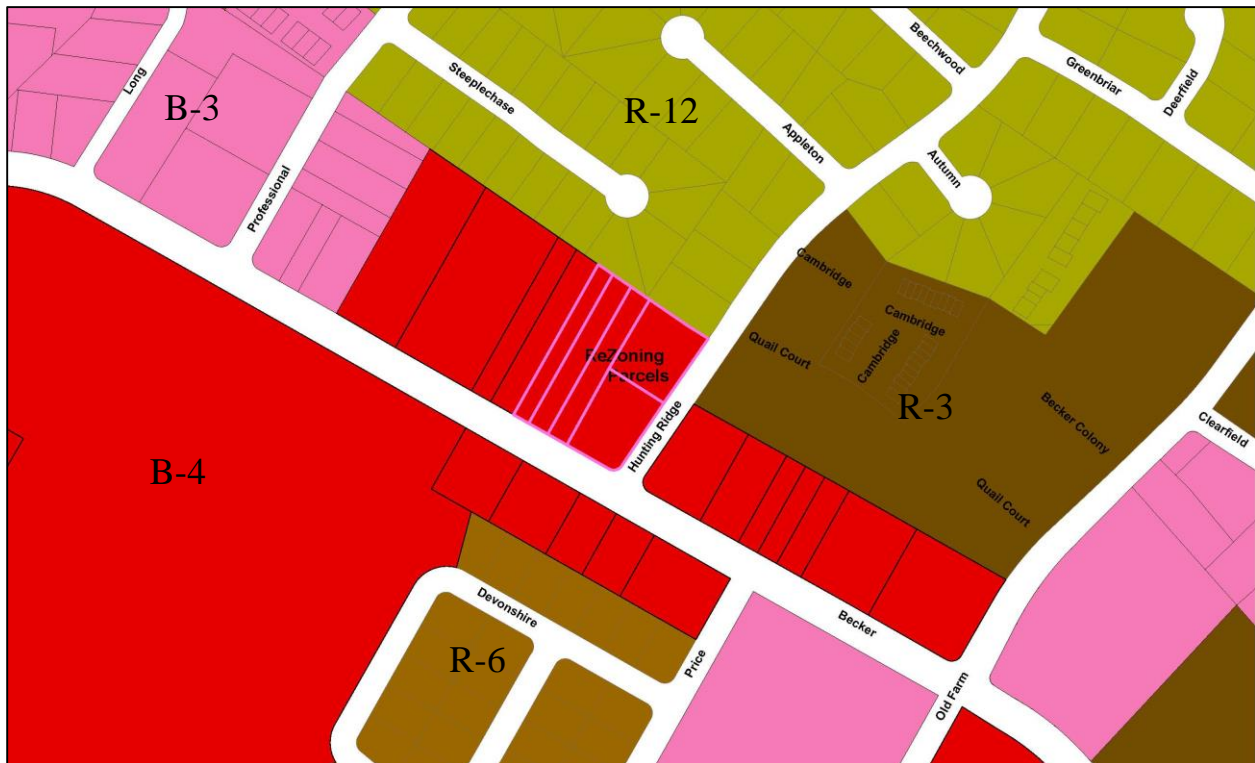 Beechwood
Greenbriar
Long
Steeplechase
Deerfield
B-3
R-12
Appleton
Autumn
Professional
Cambridge
Cambridge
Quail Court
Cambridge
ReZoning
Parcels
R-3
Becker Colony
Clearfield
Hunting Ridge
B-4
Quail Court
Devonshire
Becker
R-6
Price
Old Farm